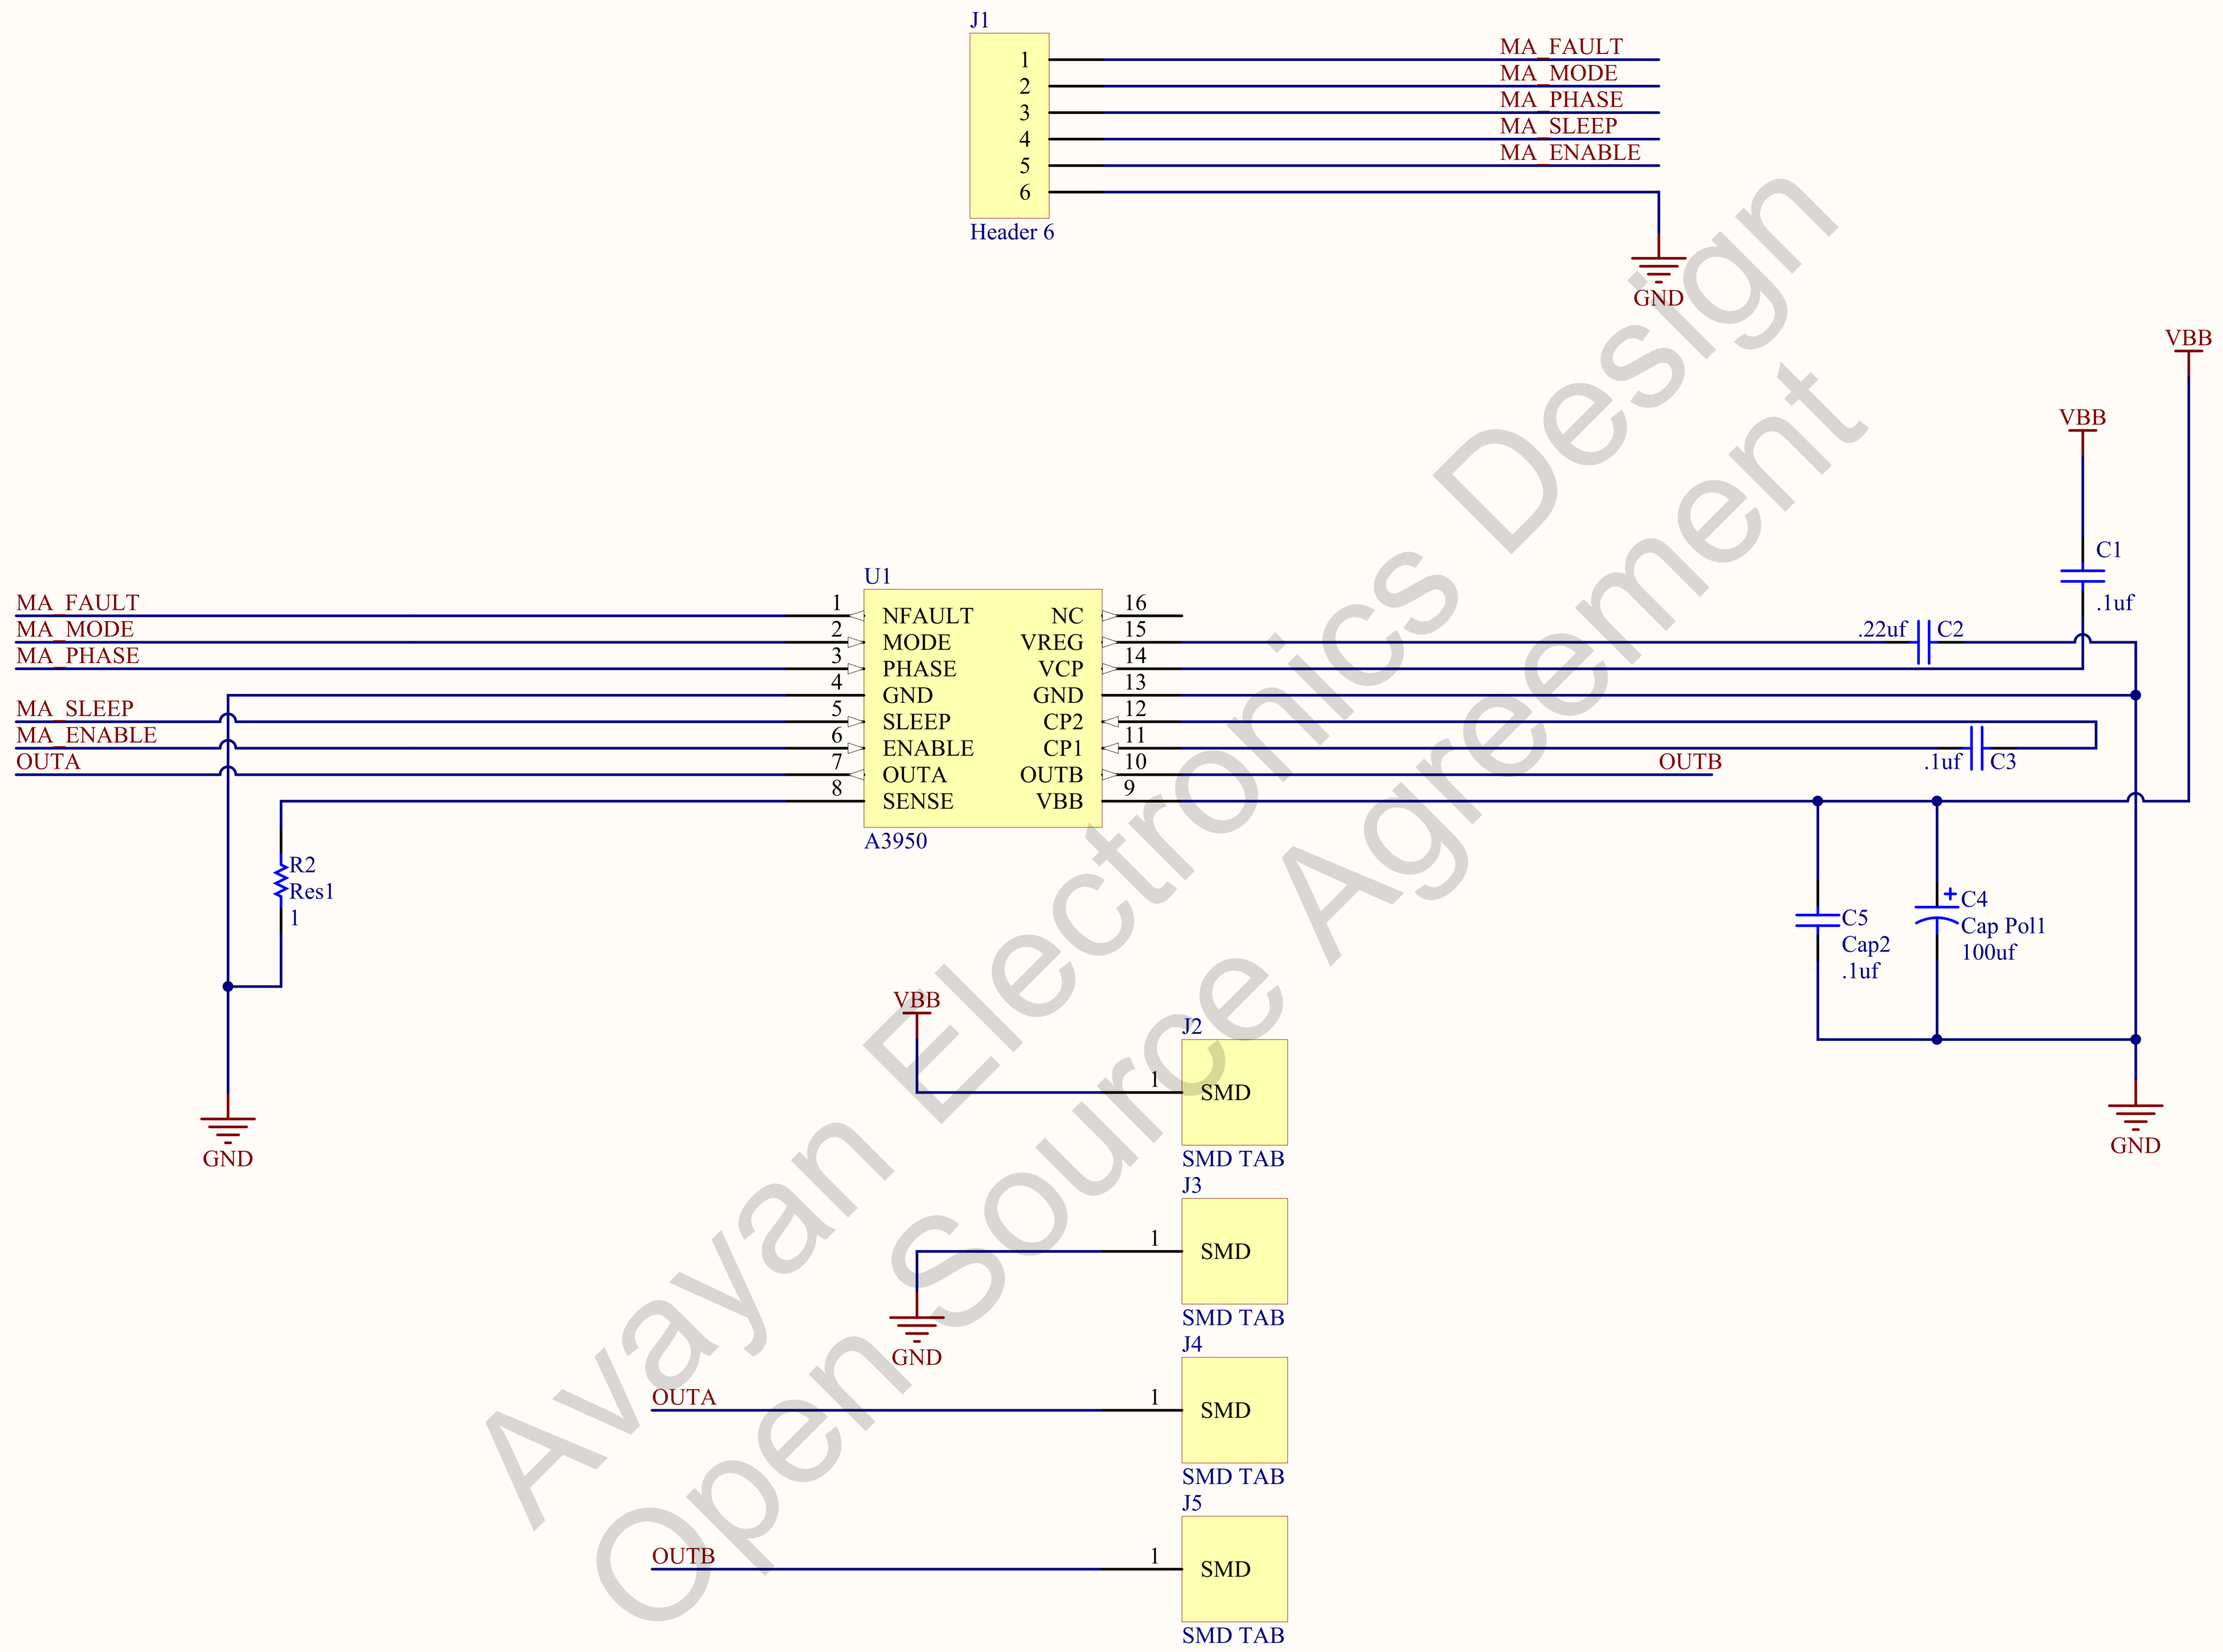 J1
1 MA_FAULT
2 MA_MODE
3 MA_PHASE
4 MA_SLEEP
5 MA_ENABLE
6
Header 6
GND
VBB
VBB
C1
.1uf
U1
MA_FAULT 1 NFAULT NC 16
MA_MODE 2 MODE VREG 15 .22uf C2
MA_PHASE 3 PHASE VCP 14
4 GND GND 13
MA_SLEEP 5 SLEEP CP2 12
MA_ENABLE 6 ENABLE CP1 11
OUTA 7 OUTA OUTB 10 OUTB .1uf C3
8 SENSE VBB 9
A3950
R2
Res1
1
C5
Cap2
.1uf
+ C4
Cap Pol1
100uf
GND
GND
VBB
J2
1 SMD
SMD TAB
J3
1 SMD
SMD TAB
GND
J4
OUTA 1 SMD
SMD TAB
J5
OUTB 1 SMD
SMD TAB
Avayan Electronics Design
Open Source Agreement